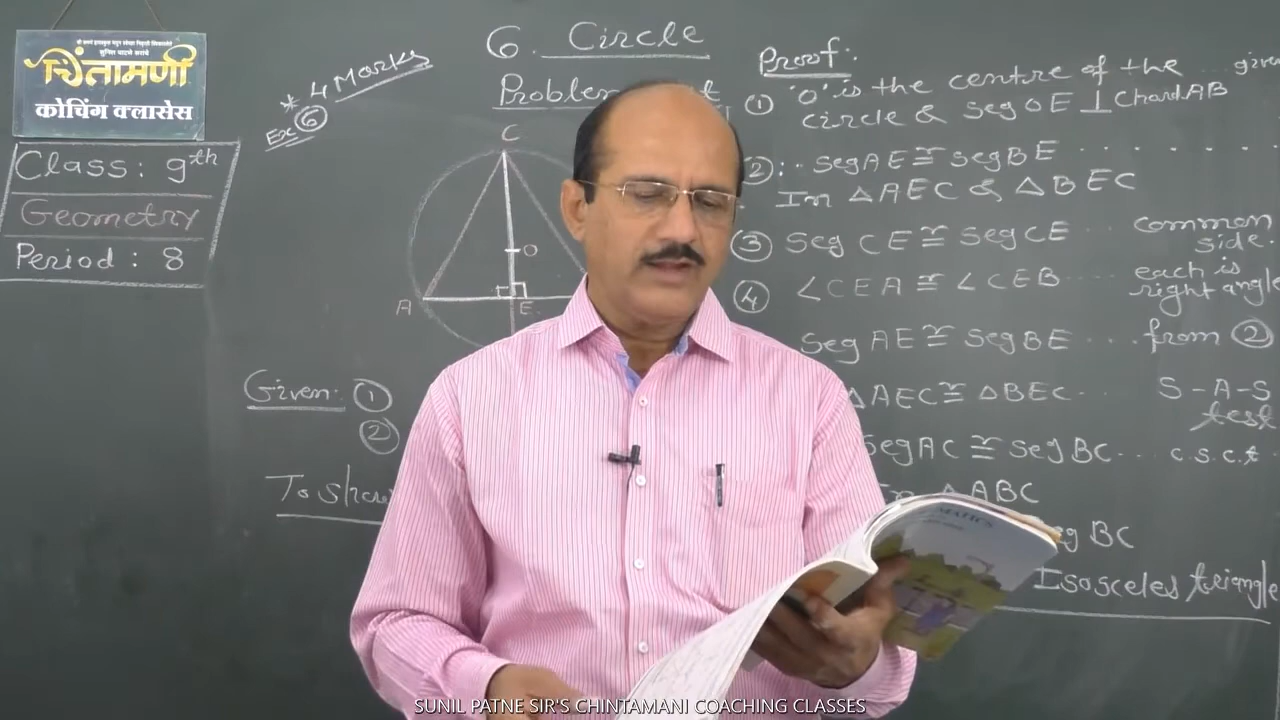 चिंतामणी
कोचिंग क्लासेस
Class: 9th
Geometry
Period: 8
* 4 Marks
Ex ⑥
6. Circle
Problem
C
O
A
E
Given: ①
②
To show
Proof:
① 'O' is the centre of the ... given
circle & seg OE ⊥ Chord AB
② ∴ seg AE ≅ seg BE . . . . . . .
In △AEC & △BEC
③ seg CE ≅ seg CE ... common
side.
④ ∠CEA ≅ ∠CEB .... each is
right angle
seg AE ≅ seg BE .... from ②
△AEC ≅ △BEC... S-A-S
test
seg AC ≅ seg BC... c.s.c.t.
△ABC
seg BC
Isosceles triangle
SUNIL PATNE SIR'S CHINTAMANI COACHING CLASSES